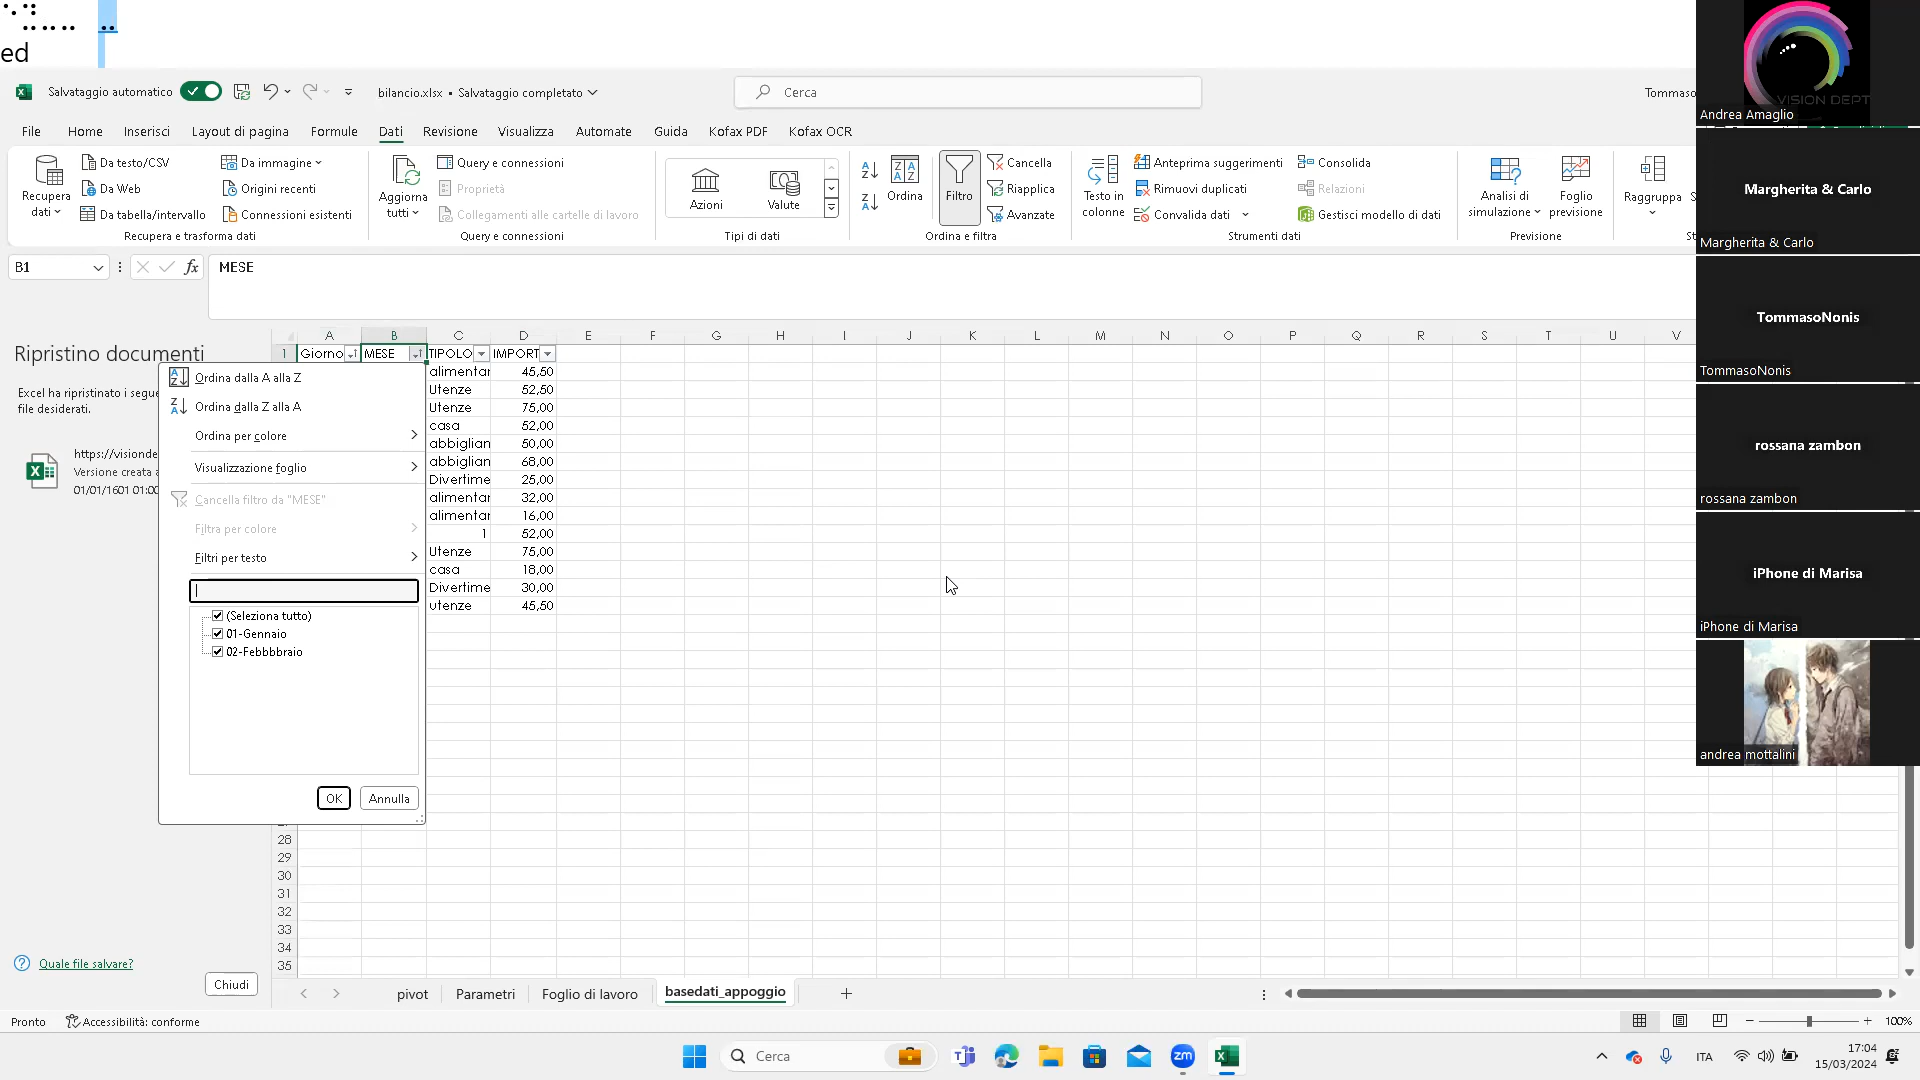 ed
Salvataggio automatico
bilancio.xlsx • Salvataggio completato
Cerca
Tommaso
File Home Inserisci Layout di pagina Formule Dati Revisione Visualizza Automate Guida Kofax PDF Kofax OCR
Recupera dati
Da testo/CSV
Da Web
Da tabella/intervallo
Da immagine
Origini recenti
Connessioni esistenti
Recupera e trasforma dati
Aggiorna tutti
Query e connessioni
Proprietà
Collegamenti alle cartelle di lavoro
Query e connessioni
Azioni
Valute
Tipi di dati
Ordina
Filtro
Cancella
Riapplica
Avanzate
Ordina e filtra
Testo in colonne
Anteprima suggerimenti
Rimuovi duplicati
Convalida dati
Consolida
Relazioni
Gestisci modello di dati
Strumenti dati
Analisi di simulazione
Foglio previsione
Previsione
Raggruppa
B1
fx
MESE
A B C D E F G H I J K L M N O P Q R S T U V
Ripristino documenti
Excel ha ripristinato i segue
file desiderati.
https://visionde
Versione creata a
01/01/1601 01:00
1 Giorno MESE TIPOLO IMPORT
alimentar 45,50
Utenze 52,50
Utenze 75,00
casa 52,00
abbiglian 50,00
abbiglian 68,00
Divertime 25,00
alimentar 32,00
alimentar 16,00
1 52,00
Utenze 75,00
casa 18,00
Divertime 30,00
utenze 45,50
Ordina dalla A alla Z
Ordina dalla Z alla A
Ordina per colore
Visualizzazione foglio
Cancella filtro da "MESE"
Filtra per colore
Filtri per testo
(Seleziona tutto)
01-Gennaio
02-Febbbbraio
OK
Annulla
28
29
30
31
32
33
34
35
Quale file salvare?
Chiudi
pivot Parametri Foglio di lavoro basedati_appoggio
Pronto
Accessibilità: conforme
100%
Cerca
ITA
17:04
15/03/2024
VISION DEPT
Andrea Amaglio
Margherita & Carlo
Margherita & Carlo
TommasoNonis
TommasoNonis
rossana zambon
rossana zambon
iPhone di Marisa
iPhone di Marisa
andrea mottalini